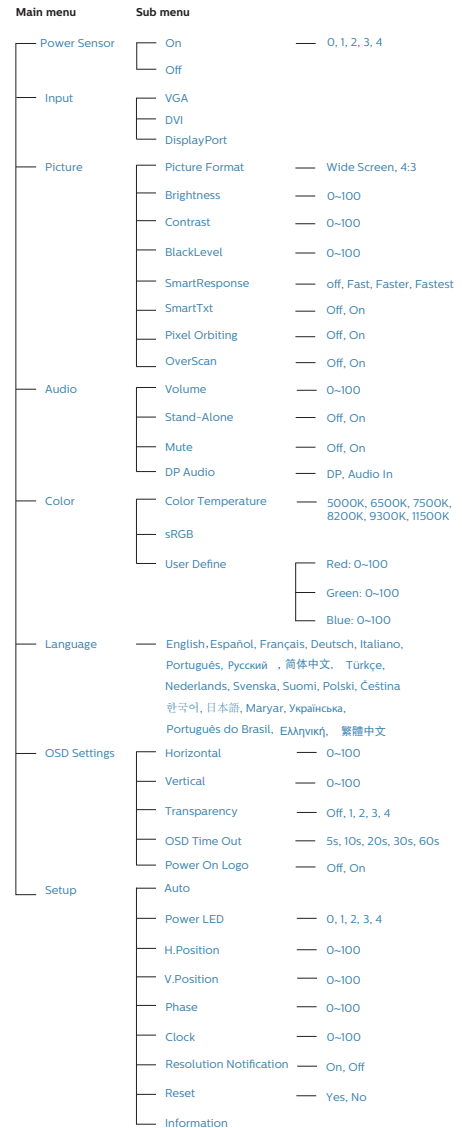 Main menu Sub menu
Power Sensor On 0, 1, 2, 3, 4
Off
Input VGA
DVI
DisplayPort
Picture Picture Format Wide Screen, 4:3
Brightness 0~100
Contrast 0~100
BlackLevel 0~100
SmartResponse off, Fast, Faster, Fastest
SmartTxt Off, On
Pixel Orbiting Off, On
OverScan Off, On
Audio Volume 0~100
Stand-Alone Off, On
Mute Off, On
DP Audio DP, Audio In
Color Color Temperature 5000K, 6500K, 7500K,
8200K, 9300K, 11500K
sRGB
User Define Red: 0~100
Green: 0~100
Blue: 0~100
Language English, Español, Français, Deutsch, Italiano,
Português, Русский , 简体中文, Türkçe,
Nederlands, Svenska, Suomi, Polski, Čeština
한국어, 日本語, Maryar, Українська,
Português do Brasil, Ελληνική, 繁體中文
OSD Settings Horizontal 0~100
Vertical 0~100
Transparency Off, 1, 2, 3, 4
OSD Time Out 5s, 10s, 20s, 30s, 60s
Power On Logo Off, On
Setup Auto
Power LED 0, 1, 2, 3, 4
H.Position 0~100
V.Position 0~100
Phase 0~100
Clock 0~100
Resolution Notification On, Off
Reset Yes, No
Information